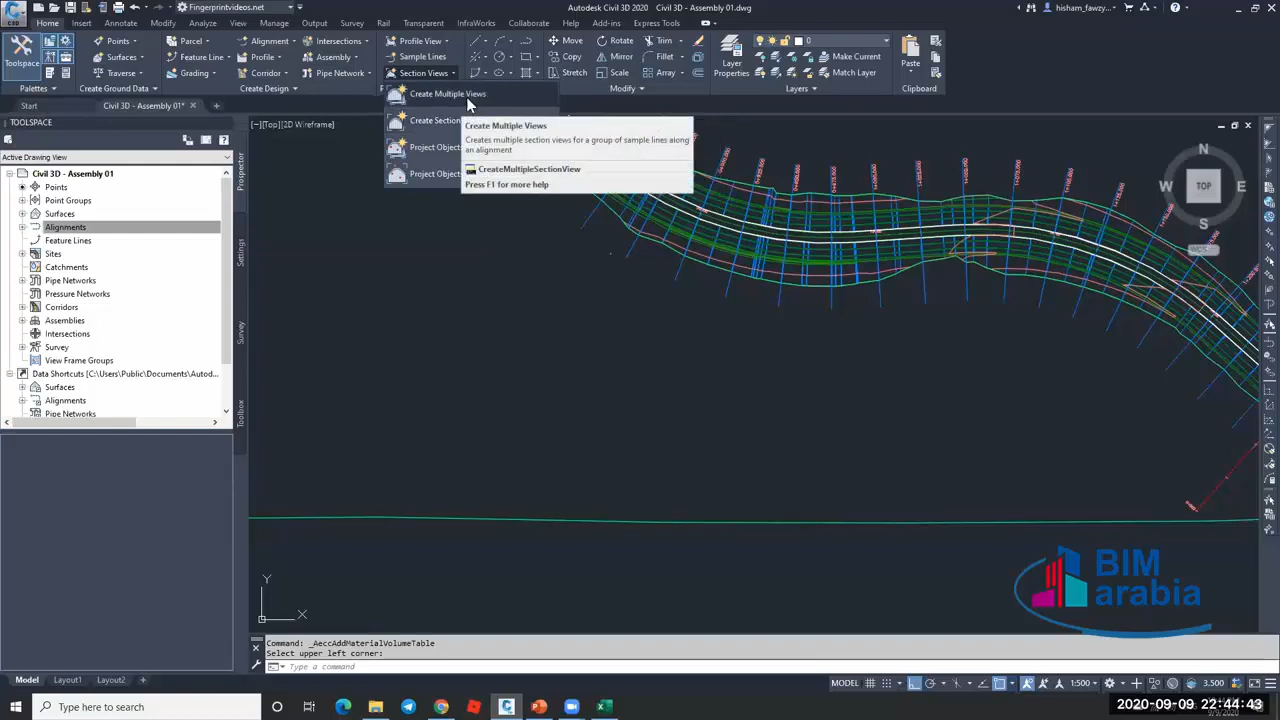 Fingerprintvideos.net
Autodesk Civil 3D 2020 Civil 3D - Assembly 01.dwg
hisham_fawzy...
C3D
Home Insert Annotate Modify Analyze View Manage Output Survey Rail Transparent InfraWorks Collaborate Help Add-ins Express Tools
Toolspace
Points
Surfaces
Traverse
Parcel
Feature Line
Grading
Alignment
Profile
Corridor
Intersections
Assembly
Pipe Network
Profile View
Sample Lines
Section Views
Move Rotate Trim
Copy Mirror Fillet
Stretch Scale Array
Layer Properties
0
Make Current
Match Layer
Paste
Palettes
Create Ground Data
Create Design
Modify
Layers
Clipboard
Start
Civil 3D - Assembly 01*
Create Multiple Views
Create Section
Project Objects
Project Objects
Create Multiple Views
Creates multiple section views for a group of sample lines along
an alignment
CreateMultipleSectionView
Press F1 for more help
[−][Top][2D Wireframe]
TOOLSPACE
Active Drawing View
Civil 3D - Assembly 01
Points
Point Groups
Surfaces
Alignments
Feature Lines
Sites
Catchments
Pipe Networks
Pressure Networks
Corridors
Assemblies
Intersections
Survey
View Frame Groups
Data Shortcuts [C:\Users\Public\Documents\Autod...
Surfaces
Alignments
Pipe Networks
Prospector
Settings
Survey
Toolbox
N
W TOP E
S
Y
X
BIM
arabia
Command: _AeccAddMaterialVolumeTable
Select upper left corner:
Type a command
Model Layout1 Layout2
MODEL
1:500
3.500
Type here to search
2020-09-09 22:44:43